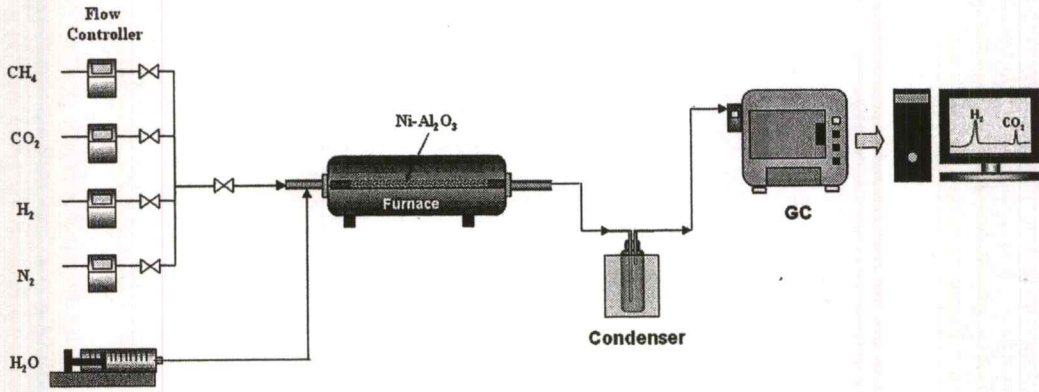 Flow
Controller
CH₄
CO₂
H₂
N₂
H₂O
Ni-Al₂O₃
Furnace
Condenser
GC
H₂
CO₂